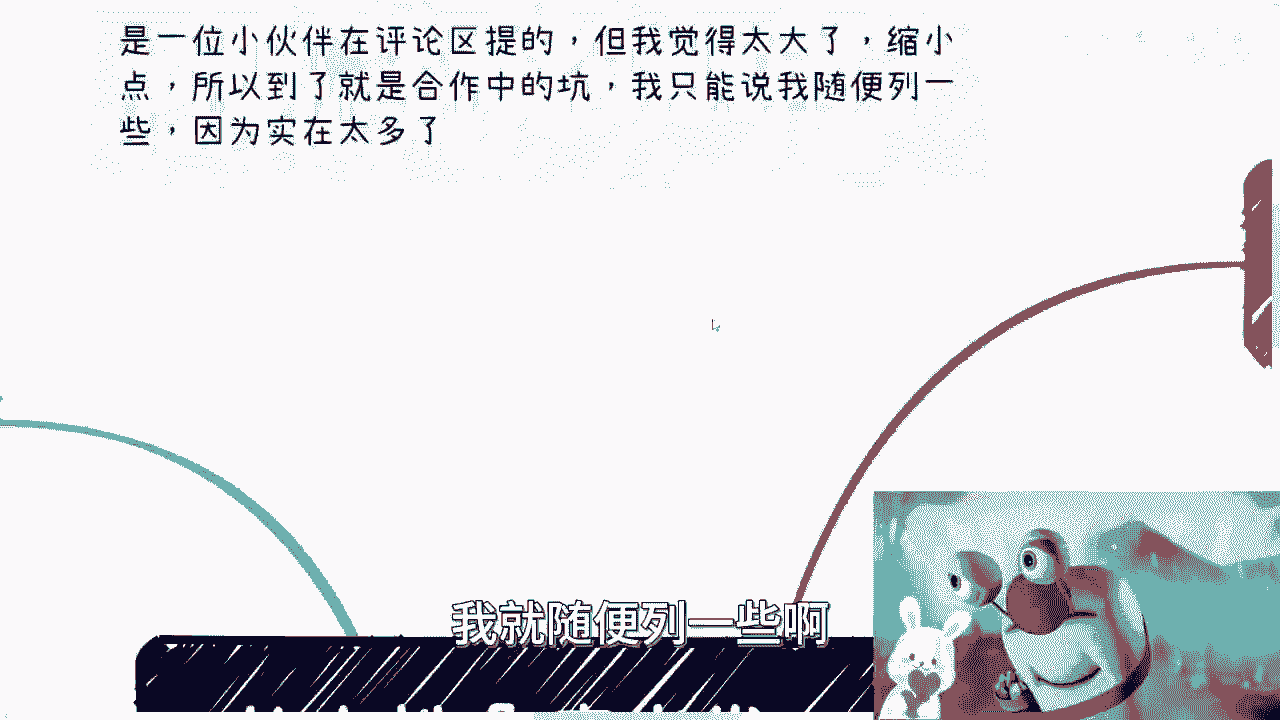 是一位小伙伴在评论区提的，但我觉得太大了，缩小
点，所以到了就是合作中的坑，我只能说我随便列一
些，因为实在太多了
我就随便列一些啊